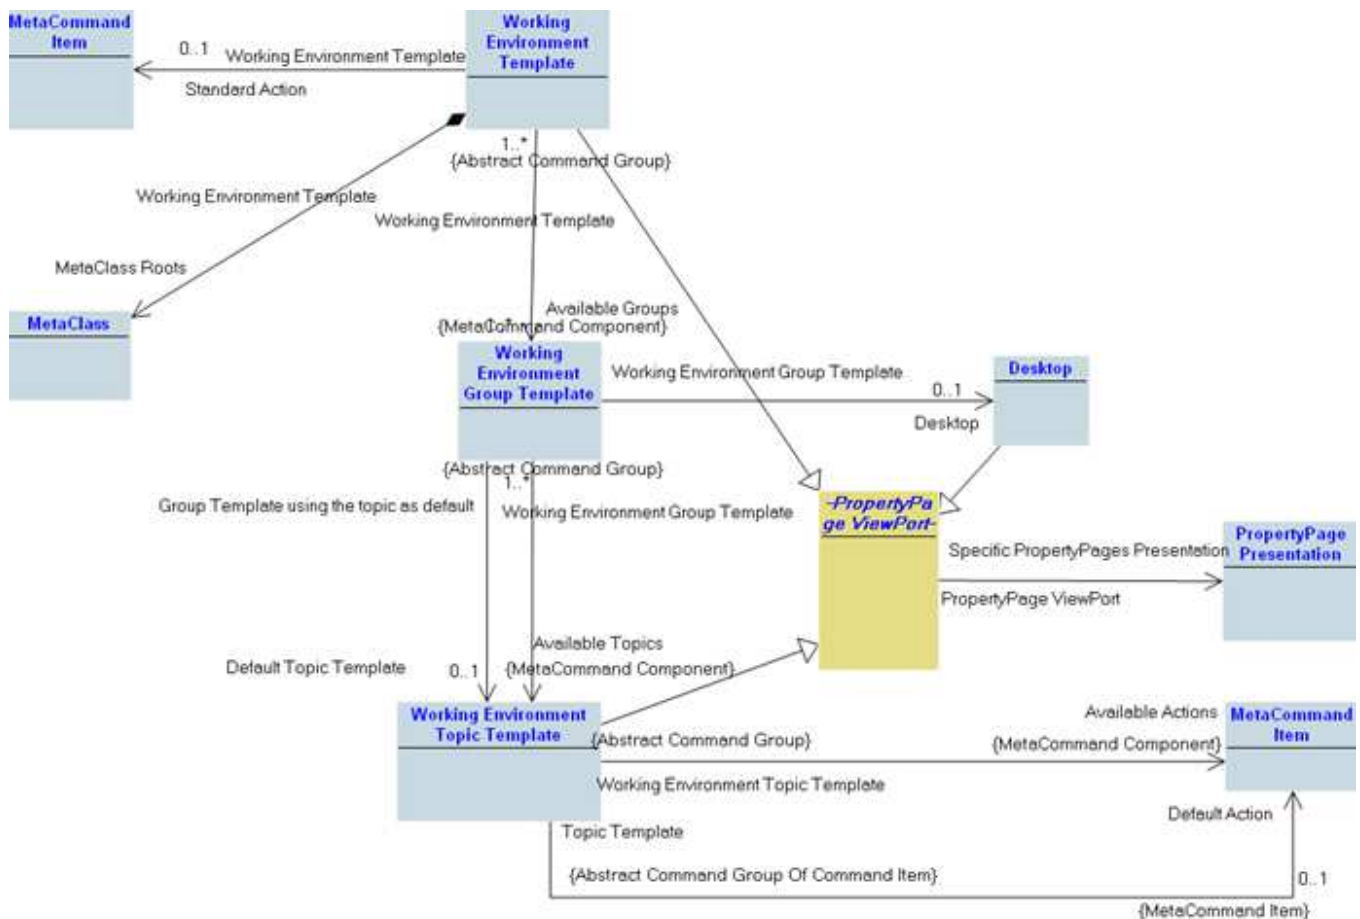 MetaCommand
Item
Working
Environment
Template
0..1
Working Environment Template
Standard Action
1..*
{Abstract Command Group}
Working Environment Template
Working Environment Template
MetaClass Roots
MetaClass
Available Groups
{MetaCommand Component}
Working
Environment
Group Template
Working Environment Group Template
0..1
Desktop
Desktop
{Abstract Command Group}
1..*
Group Template using the topic as default
Working Environment Group Template
~PropertyPa
ge ViewPort~
Specific PropertyPages Presentation
PropertyPage ViewPort
PropertyPage
Presentation
Available Topics
Default Topic Template
0..1
{MetaCommand Component}
Working Environment
Topic Template
{Abstract Command Group}
Available Actions
{MetaCommand Component}
MetaCommand
Item
Working Environment Topic Template
Default Action
Topic Template
{Abstract Command Group Of Command Item}
0..1
{MetaCommand Item}